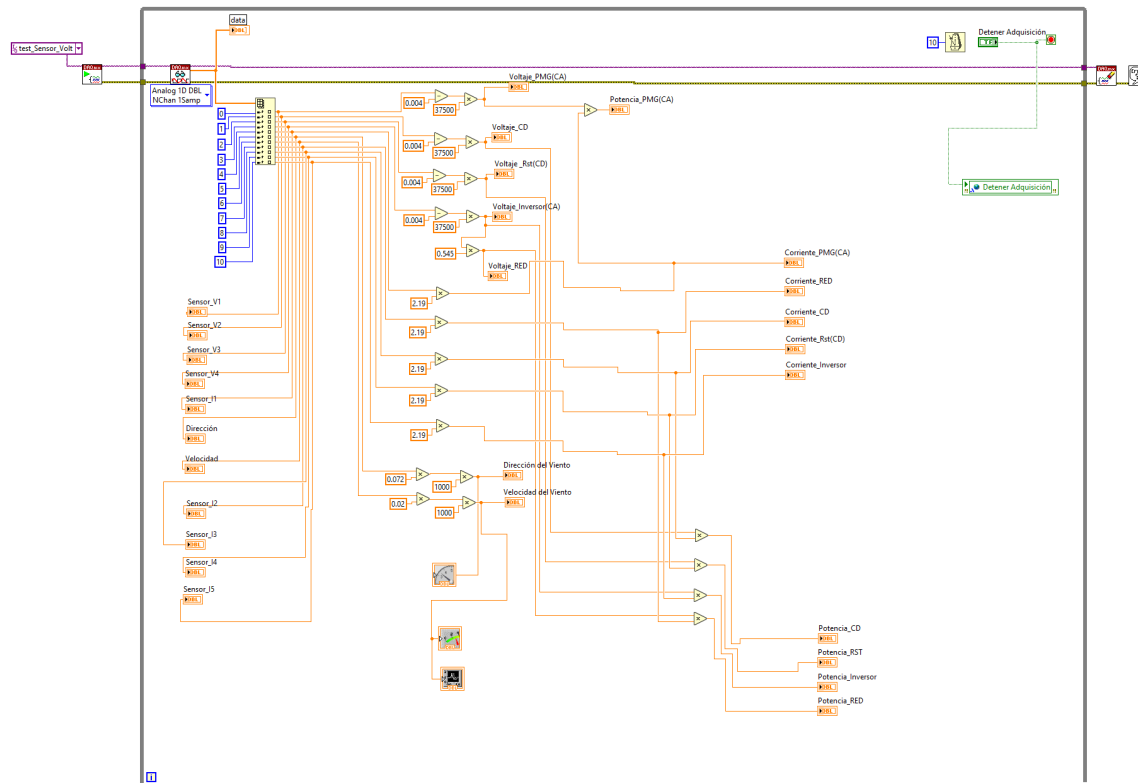 data
DBL
test_Sensor_Volt
Detener Adquisición
10
TF
Analog 1D DBL
NChan 1Samp
Voltaje_PMG(CA)
DBL
0.004
37500
Potencia_PMG(CA)
DBL
0
1
2
3
4
5
6
7
8
9
10
Voltaje_CD
DBL
0.004
37500
Voltaje _Rst(CD)
DBL
0.004
37500
Voltaje_Inversor(CA)
DBL
0.004
37500
0.545
Voltaje_RED
DBL
Detener Adquisición
Corriente_PMG(CA)
DBL
Corriente_RED
DBL
Corriente_CD
DBL
Corriente_Rst(CD)
DBL
Corriente_Inversor
DBL
2.19
2.19
2.19
2.19
2.19
Sensor_V1
DBL
Sensor_V2
DBL
Sensor_V3
DBL
Sensor_V4
DBL
Sensor_I1
DBL
Dirección
DBL
Velocidad
DBL
Sensor_I2
DBL
Sensor_I3
DBL
Sensor_I4
DBL
Sensor_I5
DBL
Dirección del Viento
DBL
0.072
1000
Velocidad del Viento
DBL
0.02
1000
Potencia_CD
DBL
Potencia_RST
DBL
Potencia_Inversor
DBL
Potencia_RED
DBL
i